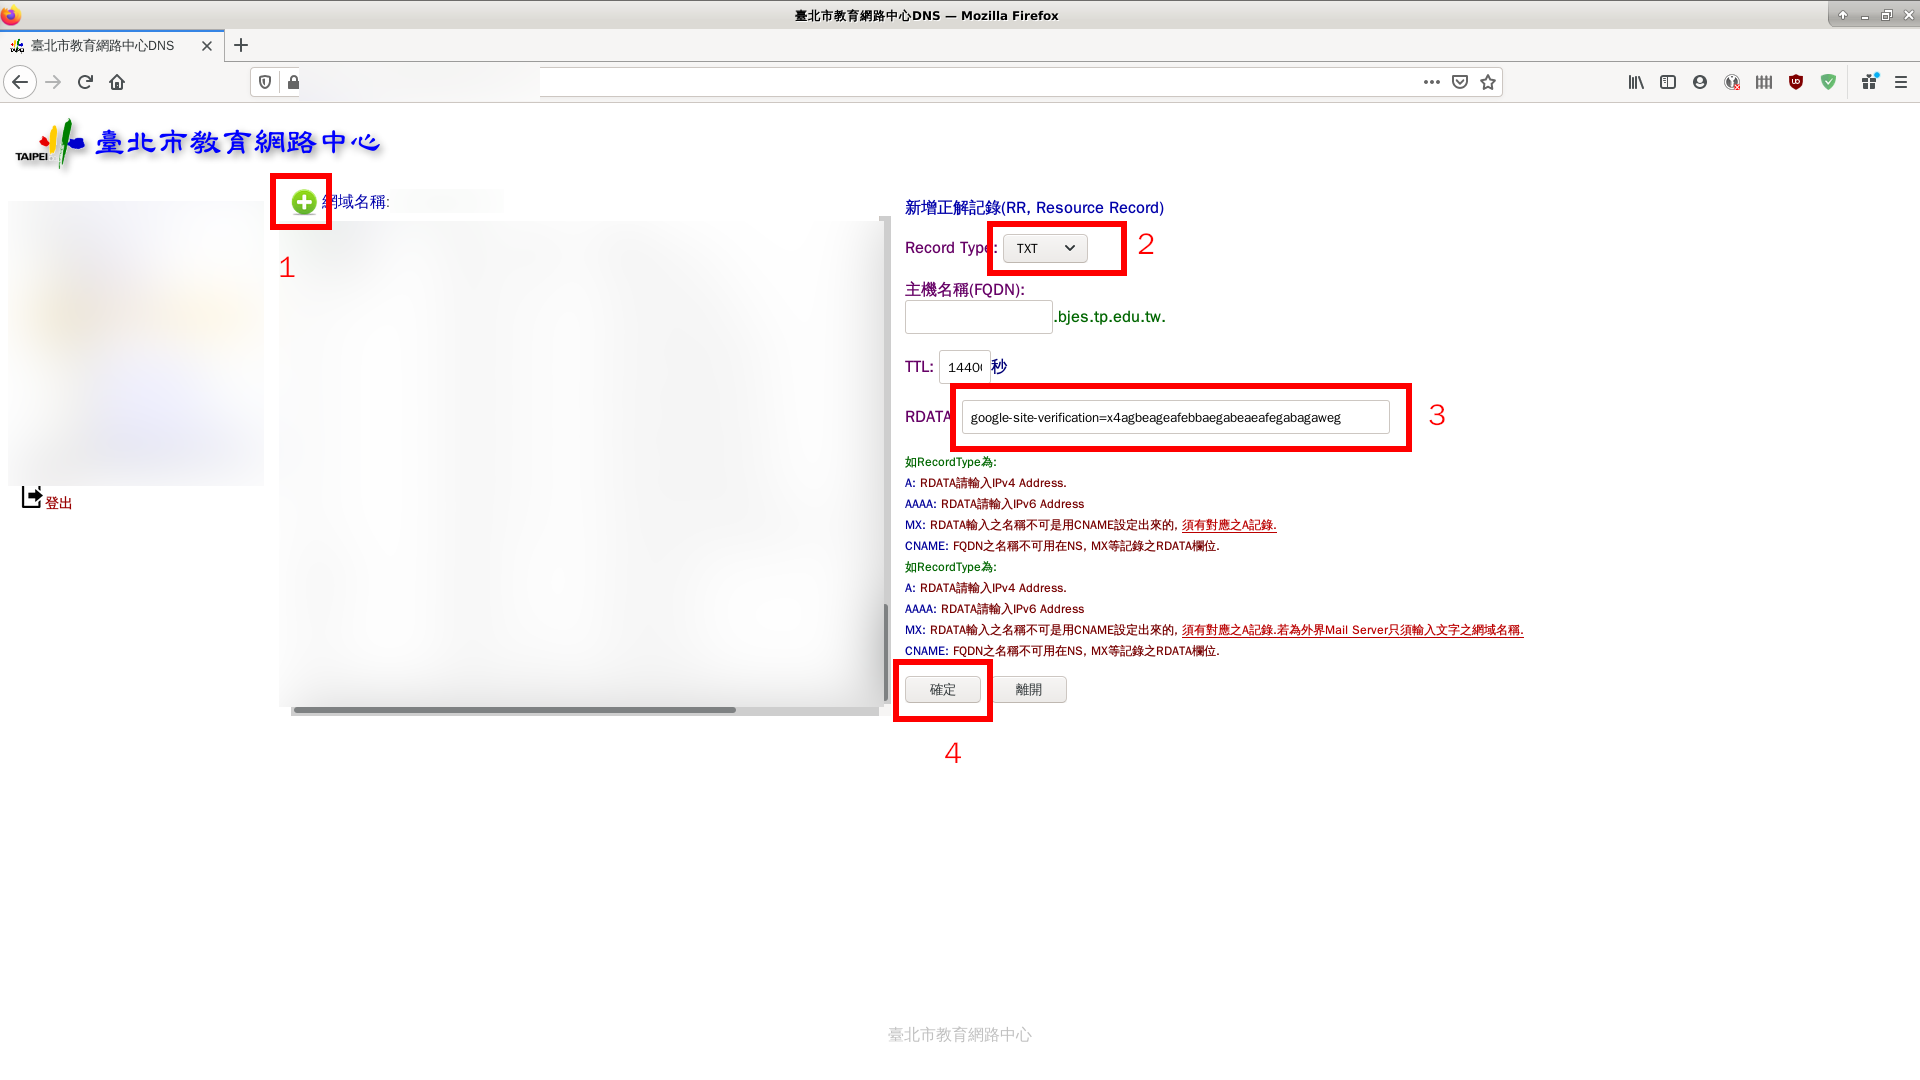 臺北市教育網路中心DNS — Mozilla Firefox
臺北市教育網路中心DNS
TAIPEI 臺北市教育網路中心
網域名稱:
1
登出
新增正解記錄(RR, Resource Record)
Record Type: TXT
2
主機名稱(FQDN):
.bjes.tp.edu.tw.
TTL: 1440 秒
RDATA google-site-verification=x4agbeageafebbaegabeaeafegabagaweg
3
如RecordType為:
A: RDATA請輸入IPv4 Address.
AAAA: RDATA請輸入IPv6 Address
MX: RDATA輸入之名稱不可是用CNAME設定出來的, 須有對應之A記錄.
CNAME: FQDN之名稱不可用在NS, MX等記錄之RDATA欄位.
如RecordType為:
A: RDATA請輸入IPv4 Address.
AAAA: RDATA請輸入IPv6 Address
MX: RDATA輸入之名稱不可是用CNAME設定出來的, 須有對應之A記錄.若為外界Mail Server只須輸入文字之網域名稱.
CNAME: FQDN之名稱不可用在NS, MX等記錄之RDATA欄位.
確定 離開
4
臺北市教育網路中心